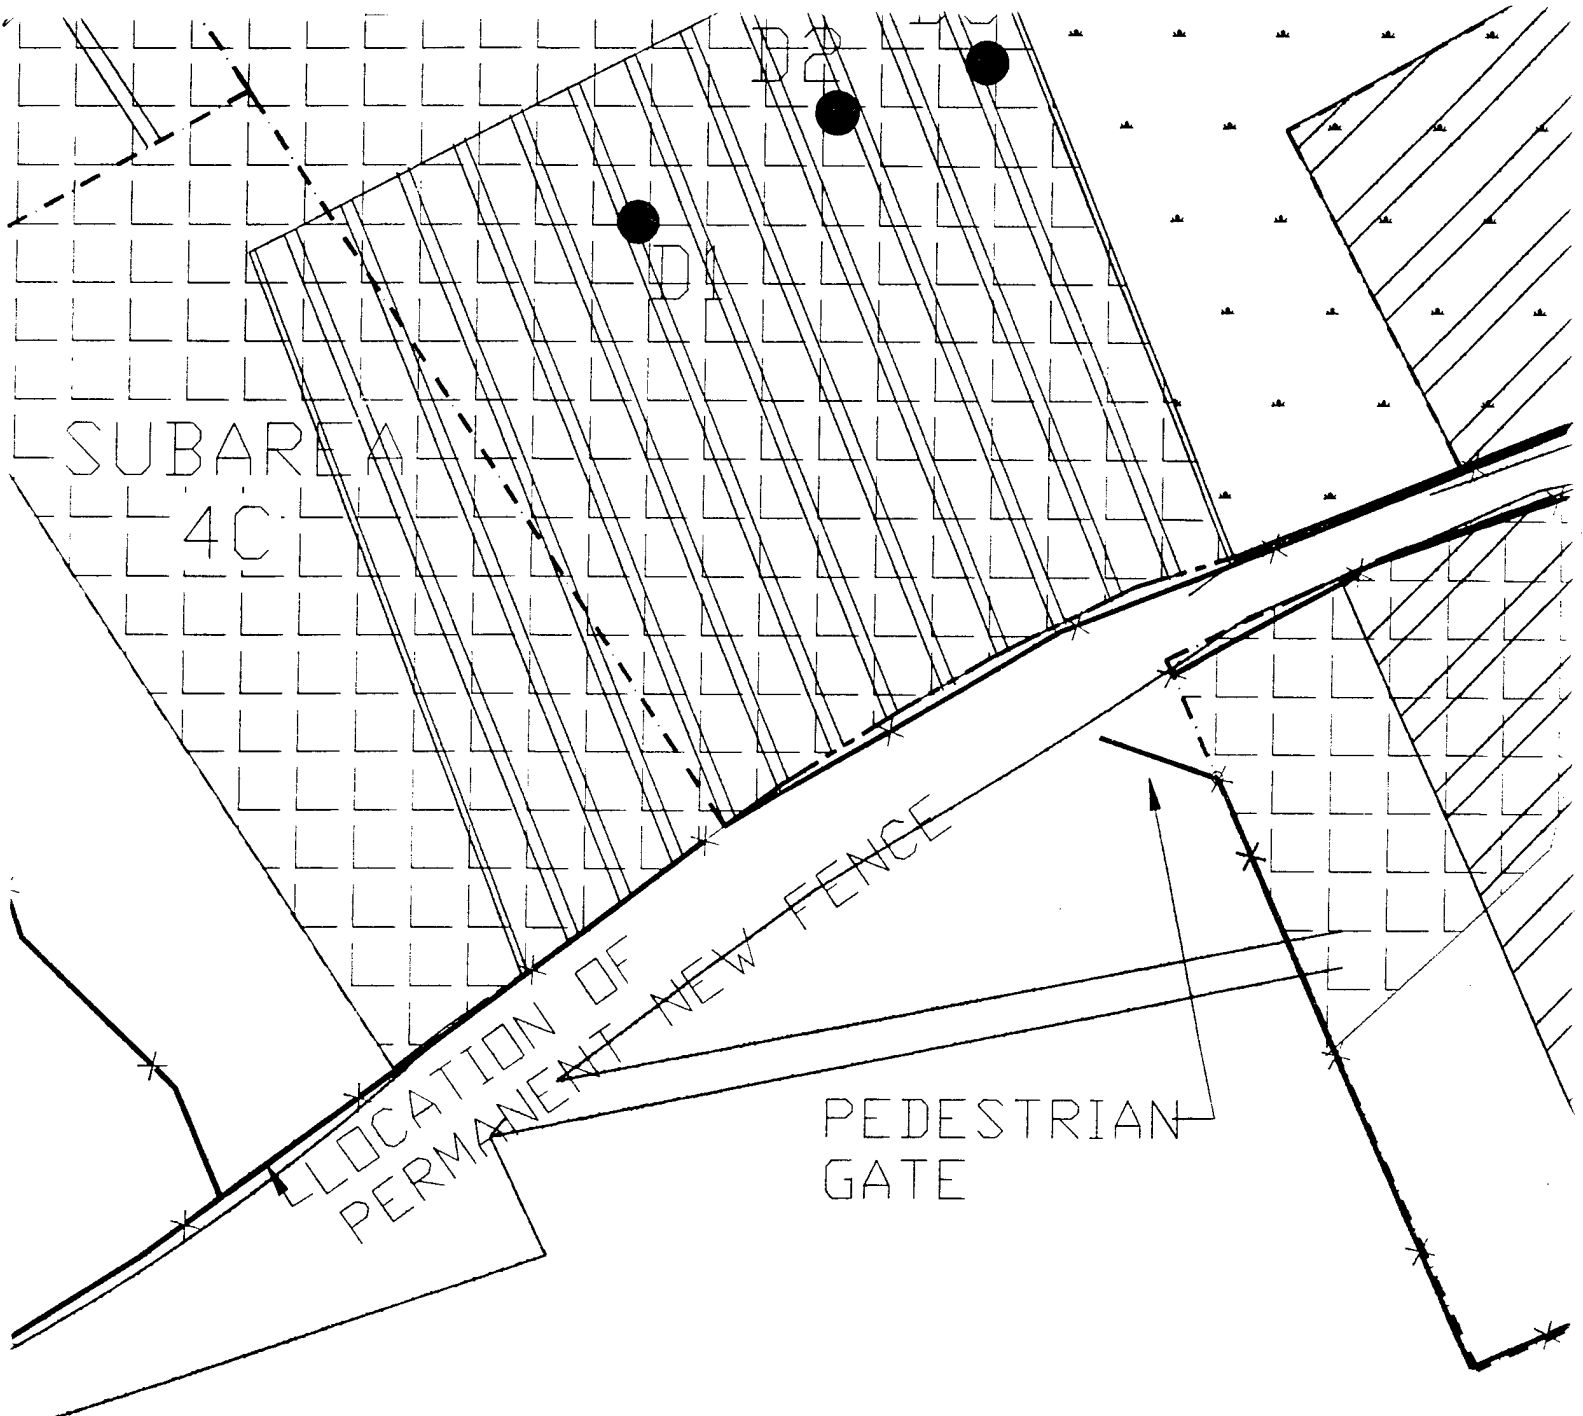 D2
D1
SUBAREA
4C
LOCATION OF
PERMANENT NEW FENCE
PEDESTRIAN
GATE